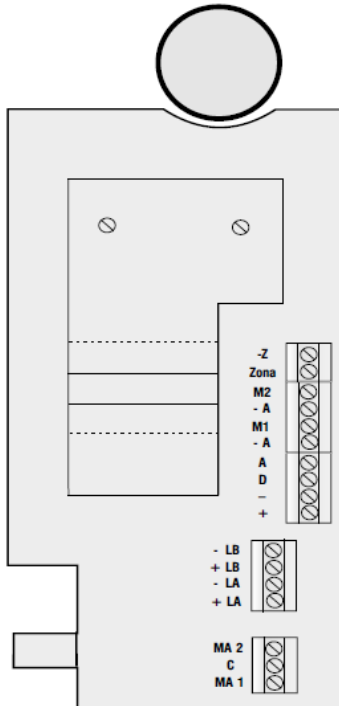 -Z
Zona
M2
- A
M1
- A
A
D
–
+
- LB
+ LB
- LA
+ LA
MA 2
C
MA 1